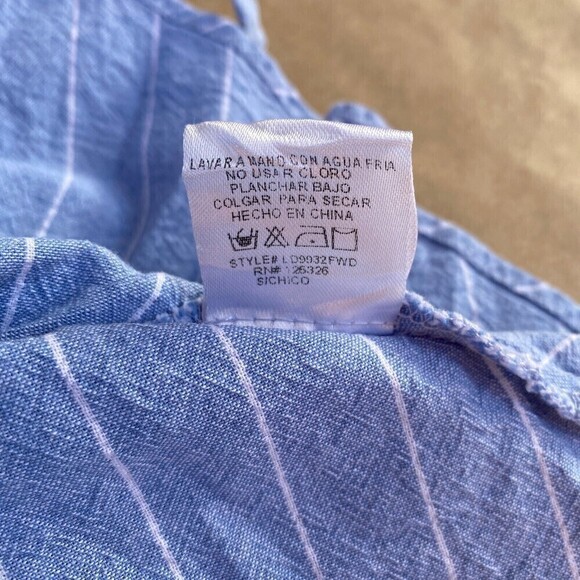 LAVAR A MANO CON AGUA FRIA
NO USAR CLORO
PLANCHAR BAJO
COLGAR PARA SECAR
HECHO EN CHINA
STYLE# LD9932FWD
RN# 125326
SICHICO